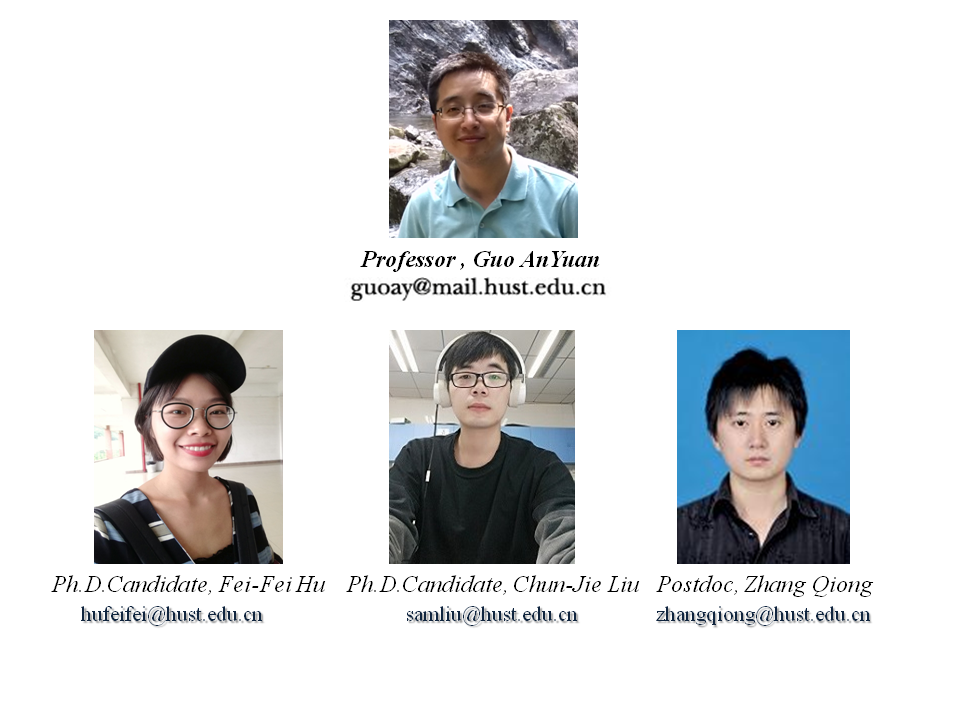 Professor , Guo AnYuan
guoay@mail.hust.edu.cn
Ph.D.Candidate, Fei-Fei Hu
hufeifei@hust.edu.cn
Ph.D.Candidate, Chun-Jie Liu
samliu@hust.edu.cn
Postdoc, Zhang Qiong
zhangqiong@hust.edu.cn